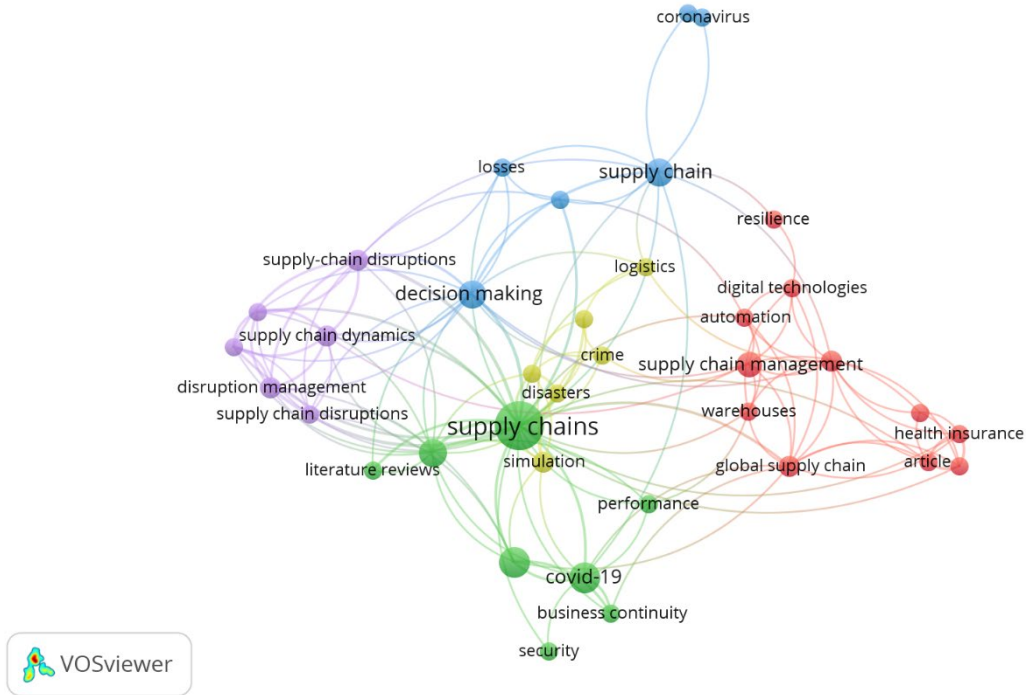 coronavirus
losses
supply chain
resilience
supply-chain disruptions
logistics
digital technologies
decision making
automation
supply chain dynamics
crime
supply chain management
disruption management
disasters
supply chain disruptions
warehouses
supply chains
health insurance
literature reviews
simulation
global supply chain
article
performance
covid-19
business continuity
security
VOSviewer